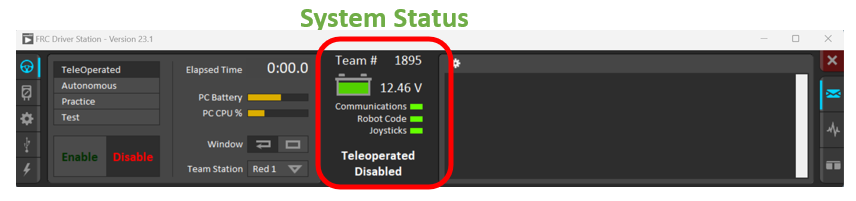 System Status
FRC Driver Station - Version 23.1
TeleOperated
Autonomous
Practice
Test
Enable Disable
Elapsed Time 0:00.0
PC Battery
PC CPU %
Window
Team Station Red 1
Team # 1895
12.46 V
Communications
Robot Code
Joysticks
Teleoperated
Disabled